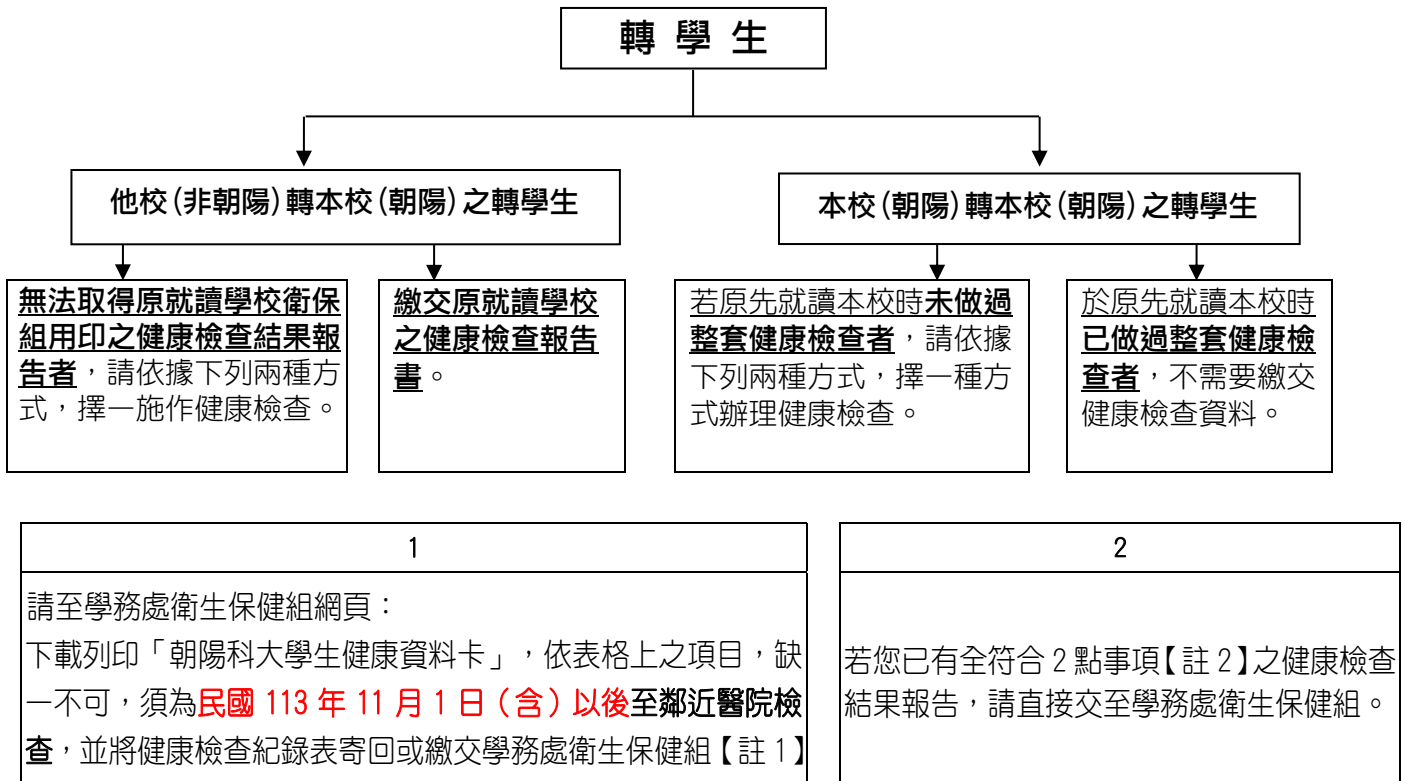 轉 學 生
他校(非朝陽)轉本校(朝陽)之轉學生
本校(朝陽)轉本校(朝陽)之轉學生
無法取得原就讀學校衛保
組用印之健康檢查結果報
告者，請依據下列兩種方
式，擇一施作健康檢查。
繳交原就讀學校
之健康檢查報告
書。
若原先就讀本校時未做過
整套健康檢查者，請依據
下列兩種方式，擇一種方
式辦理健康檢查。
於原先就讀本校時
已做過整套健康檢
查者，不需要繳交
健康檢查資料。
1
請至學務處衛生保健組網頁：
下載列印「朝陽科大學生健康資料卡」，依表格上之項目，缺
一不可，須為民國 113 年 11 月 1 日（含）以後至鄰近醫院檢
查，並將健康檢查紀錄表寄回或繳交學務處衛生保健組【註 1】
2
若您已有全符合 2 點事項【註 2】之健康檢查
結果報告，請直接交至學務處衛生保健組。